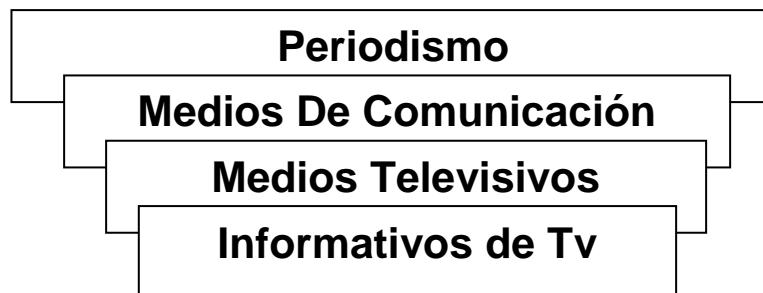 Periodismo
Medios De Comunicación
Medios Televisivos
Informativos de Tv